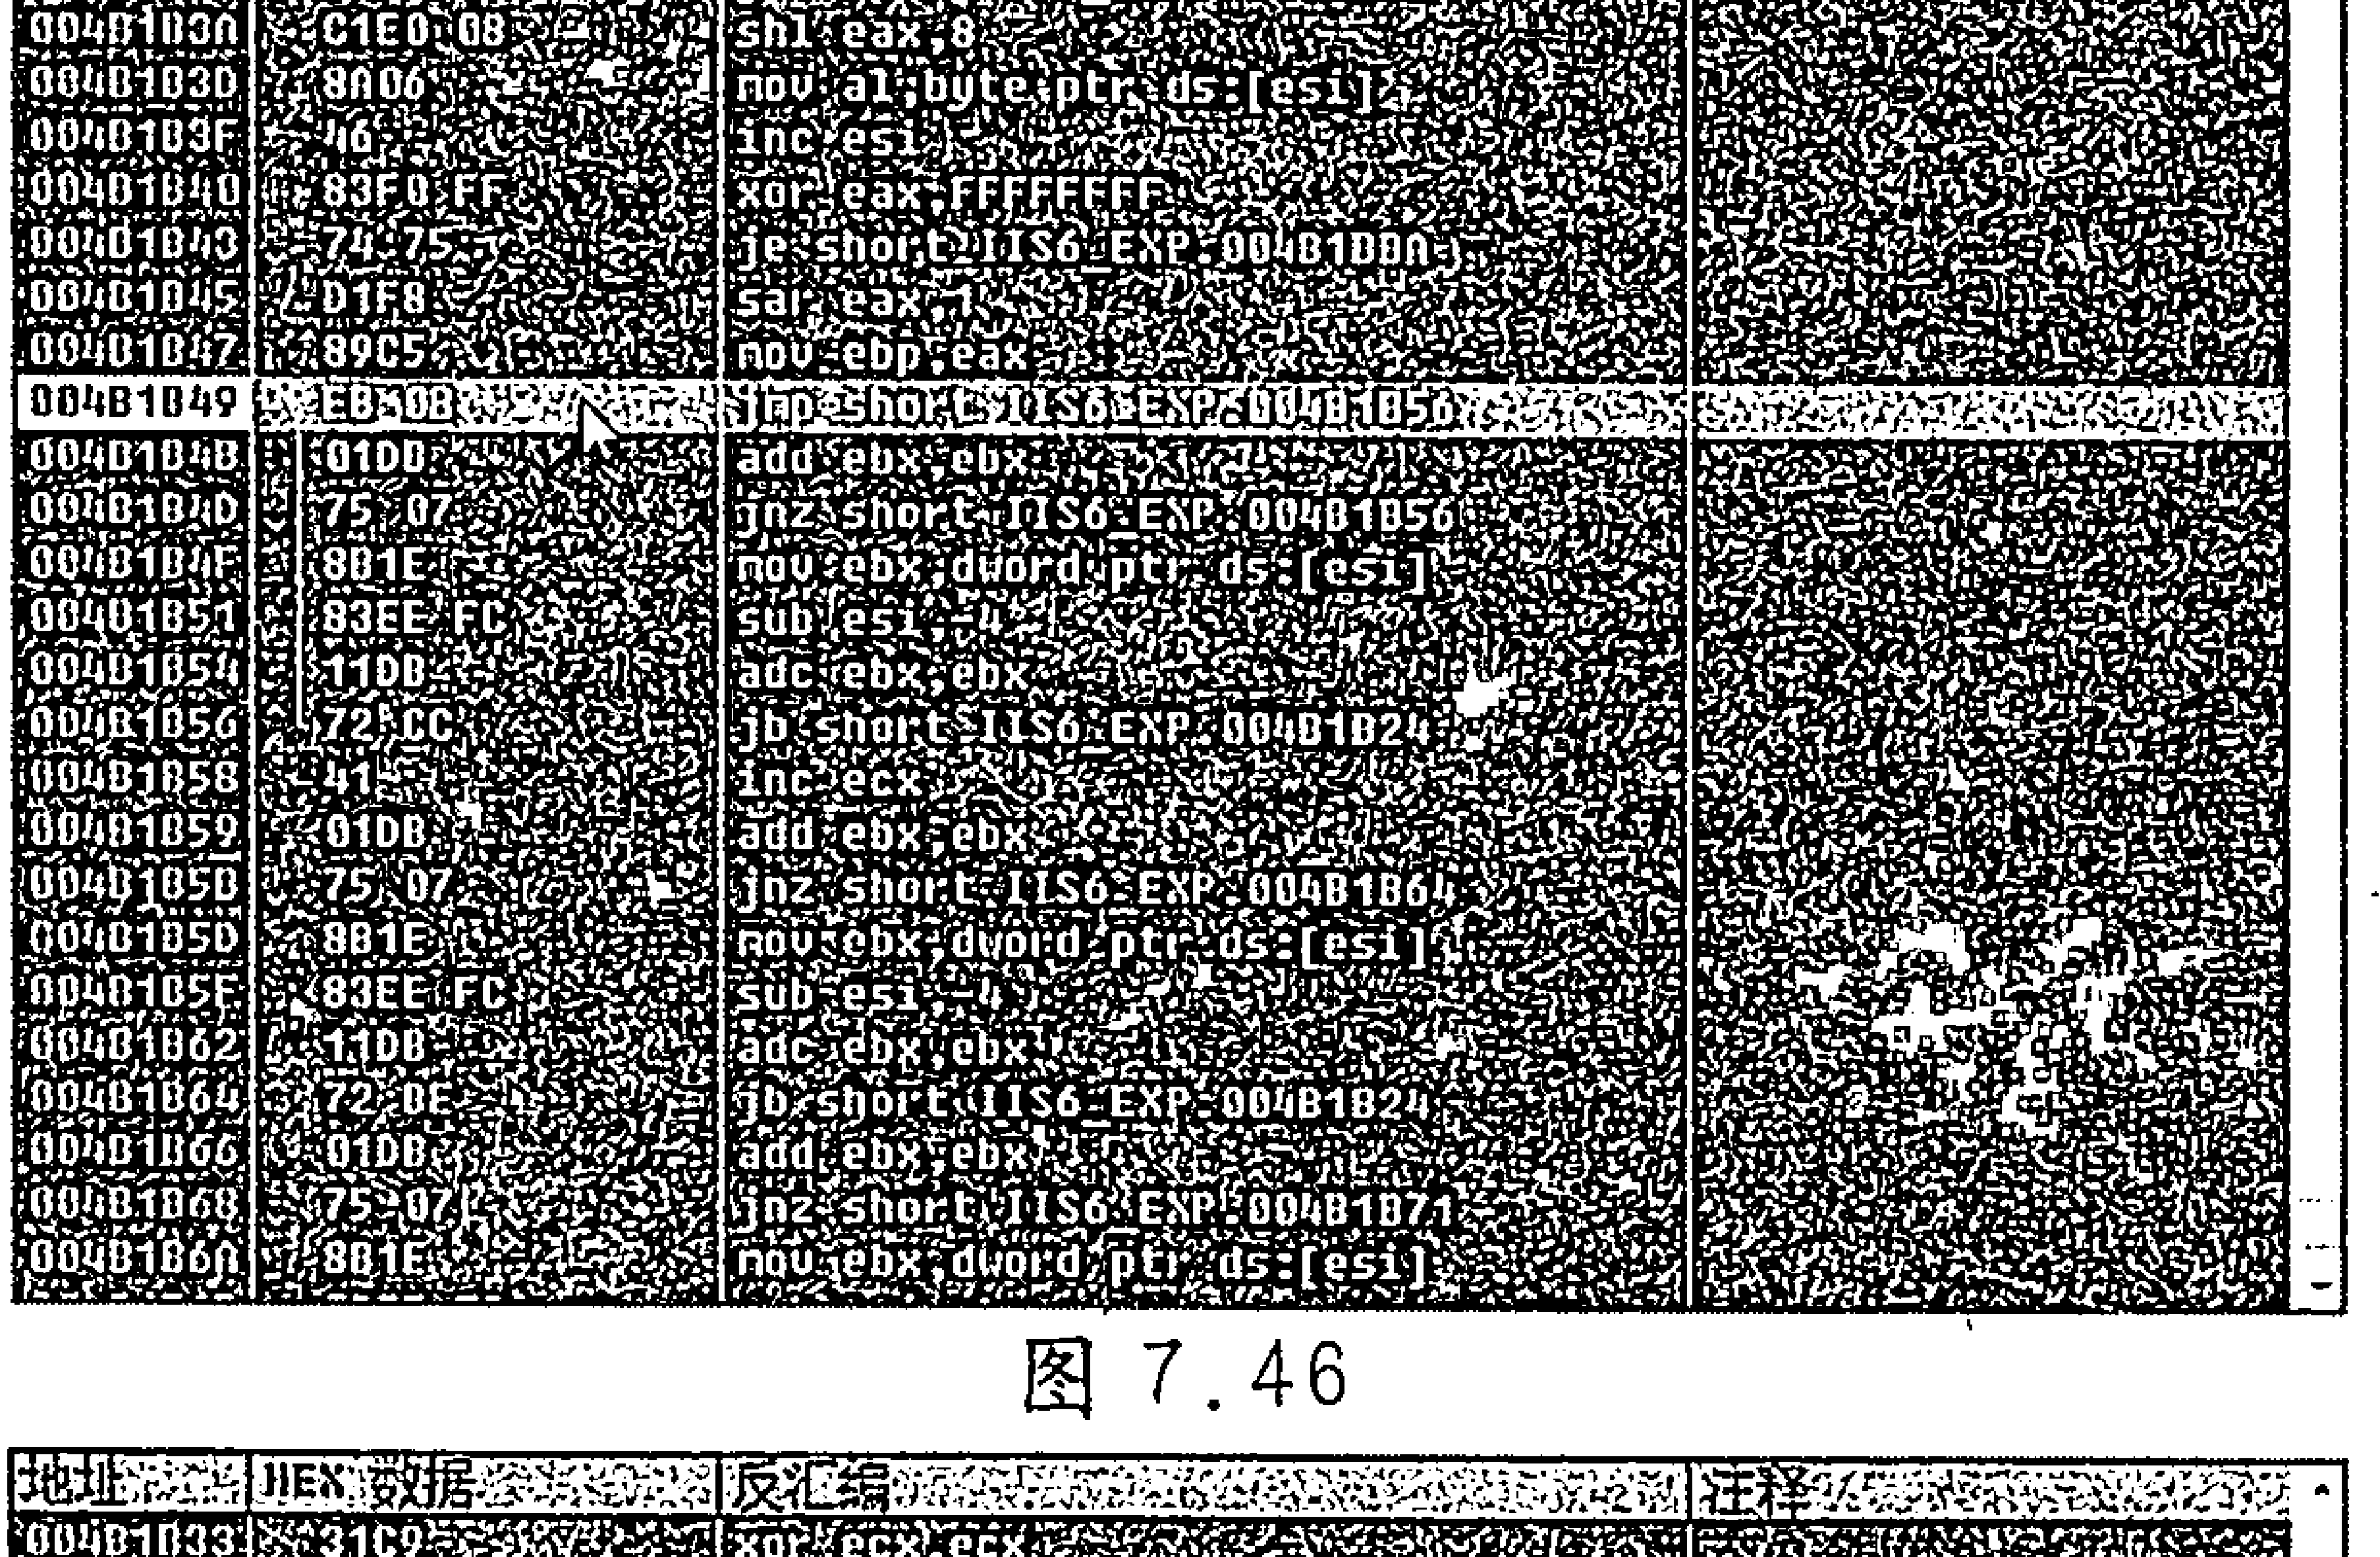 004B1B3A C1E0 08 shl eax,8
004B1B3D 8A06 mov al,byte ptr ds:[esi]
004B1B3F 46 inc esi
004B1B40 83F0 FF xor eax,FFFFFFFF
004B1B43 74 75 je short IIS6_EXP.004B1BBA
004B1B45 D1F8 sar eax,1
004B1B47 89C5 mov ebp,eax
004B1B49 EB 0B jmp short IIS6_EXP.004B1B56
004B1B4B 01DB add ebx,ebx
004B1B4D 75 07 jnz short IIS6_EXP.004B1B56
004B1B4F 8B1E mov ebx,dword ptr ds:[esi]
004B1B51 83EE FC sub esi,-4
004B1B54 11DB adc ebx,ebx
004B1B56 72 CC jb short IIS6_EXP.004B1B24
004B1B58 41 inc ecx
004B1B59 01DB add ebx,ebx
004B1B5B 75 07 jnz short IIS6_EXP.004B1B64
004B1B5D 8B1E mov ebx,dword ptr ds:[esi]
004B1B5F 83EE FC sub esi,-4
004B1B62 11DB adc ebx,ebx
004B1B64 72 BE jb short IIS6_EXP.004B1B24
004B1B66 01DB add ebx,ebx
004B1B68 75 07 jnz short IIS6_EXP.004B1B71
004B1B6A 8B1E mov ebx,dword ptr ds:[esi]
图 7.46
地址 HEX 数据 反汇编 注释
004B1B33 31C9 xor ecx,ecx